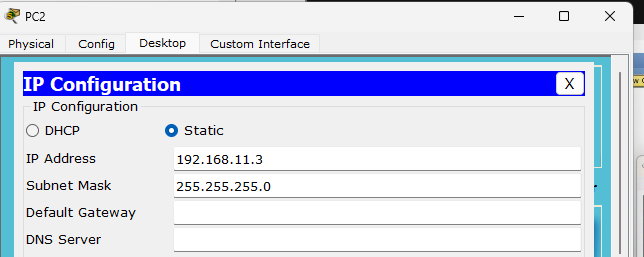 PC2
Physical Config Desktop Custom Interface
IP Configuration X
IP Configuration
DHCP Static
IP Address 192.168.11.3
Subnet Mask 255.255.255.0
Default Gateway
DNS Server